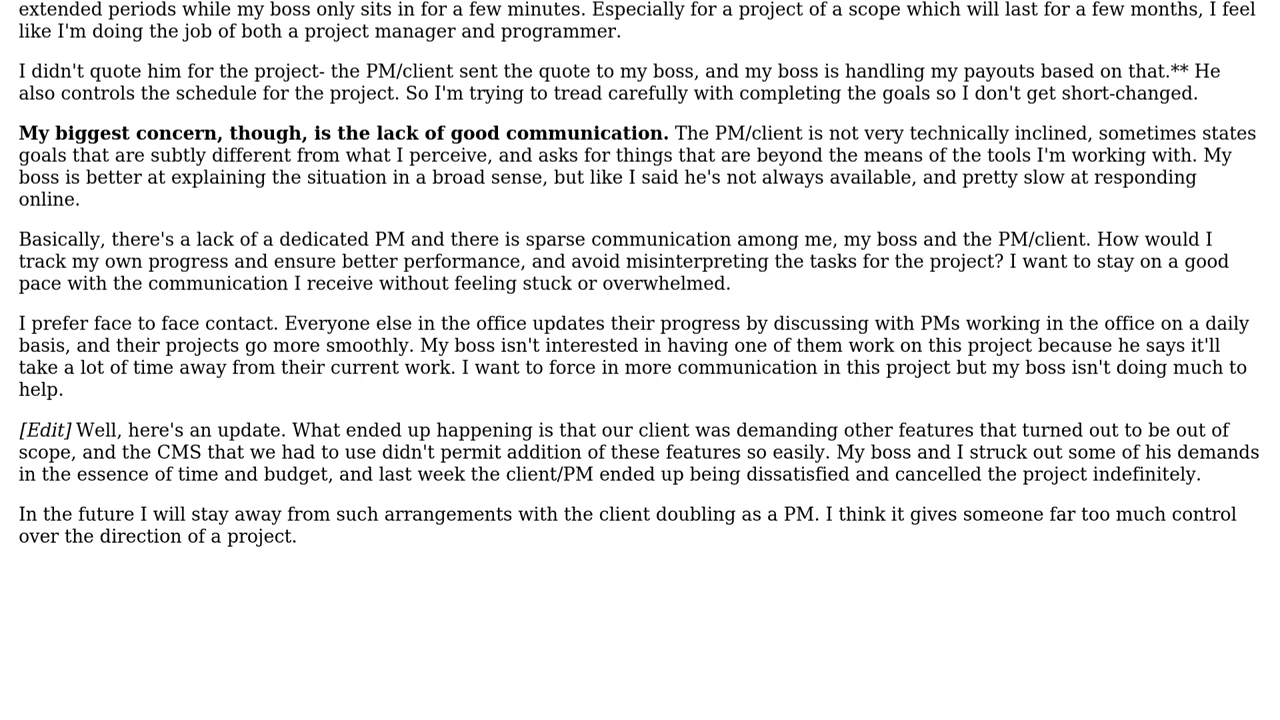 extended periods while my boss only sits in for a few minutes. Especially for a project of a scope which will last for a few months, I feel
like I'm doing the job of both a project manager and programmer.
I didn't quote him for the project- the PM/client sent the quote to my boss, and my boss is handling my payouts based on that.** He
also controls the schedule for the project. So I'm trying to tread carefully with completing the goals so I don't get short-changed.
My biggest concern, though, is the lack of good communication. The PM/client is not very technically inclined, sometimes states
goals that are subtly different from what I perceive, and asks for things that are beyond the means of the tools I'm working with. My
boss is better at explaining the situation in a broad sense, but like I said he's not always available, and pretty slow at responding
online.
Basically, there's a lack of a dedicated PM and there is sparse communication among me, my boss and the PM/client. How would I
track my own progress and ensure better performance, and avoid misinterpreting the tasks for the project? I want to stay on a good
pace with the communication I receive without feeling stuck or overwhelmed.
I prefer face to face contact. Everyone else in the office updates their progress by discussing with PMs working in the office on a daily
basis, and their projects go more smoothly. My boss isn't interested in having one of them work on this project because he says it'll
take a lot of time away from their current work. I want to force in more communication in this project but my boss isn't doing much to
help.
[Edit] Well, here's an update. What ended up happening is that our client was demanding other features that turned out to be out of
scope, and the CMS that we had to use didn't permit addition of these features so easily. My boss and I struck out some of his demands
in the essence of time and budget, and last week the client/PM ended up being dissatisfied and cancelled the project indefinitely.
In the future I will stay away from such arrangements with the client doubling as a PM. I think it gives someone far too much control
over the direction of a project.